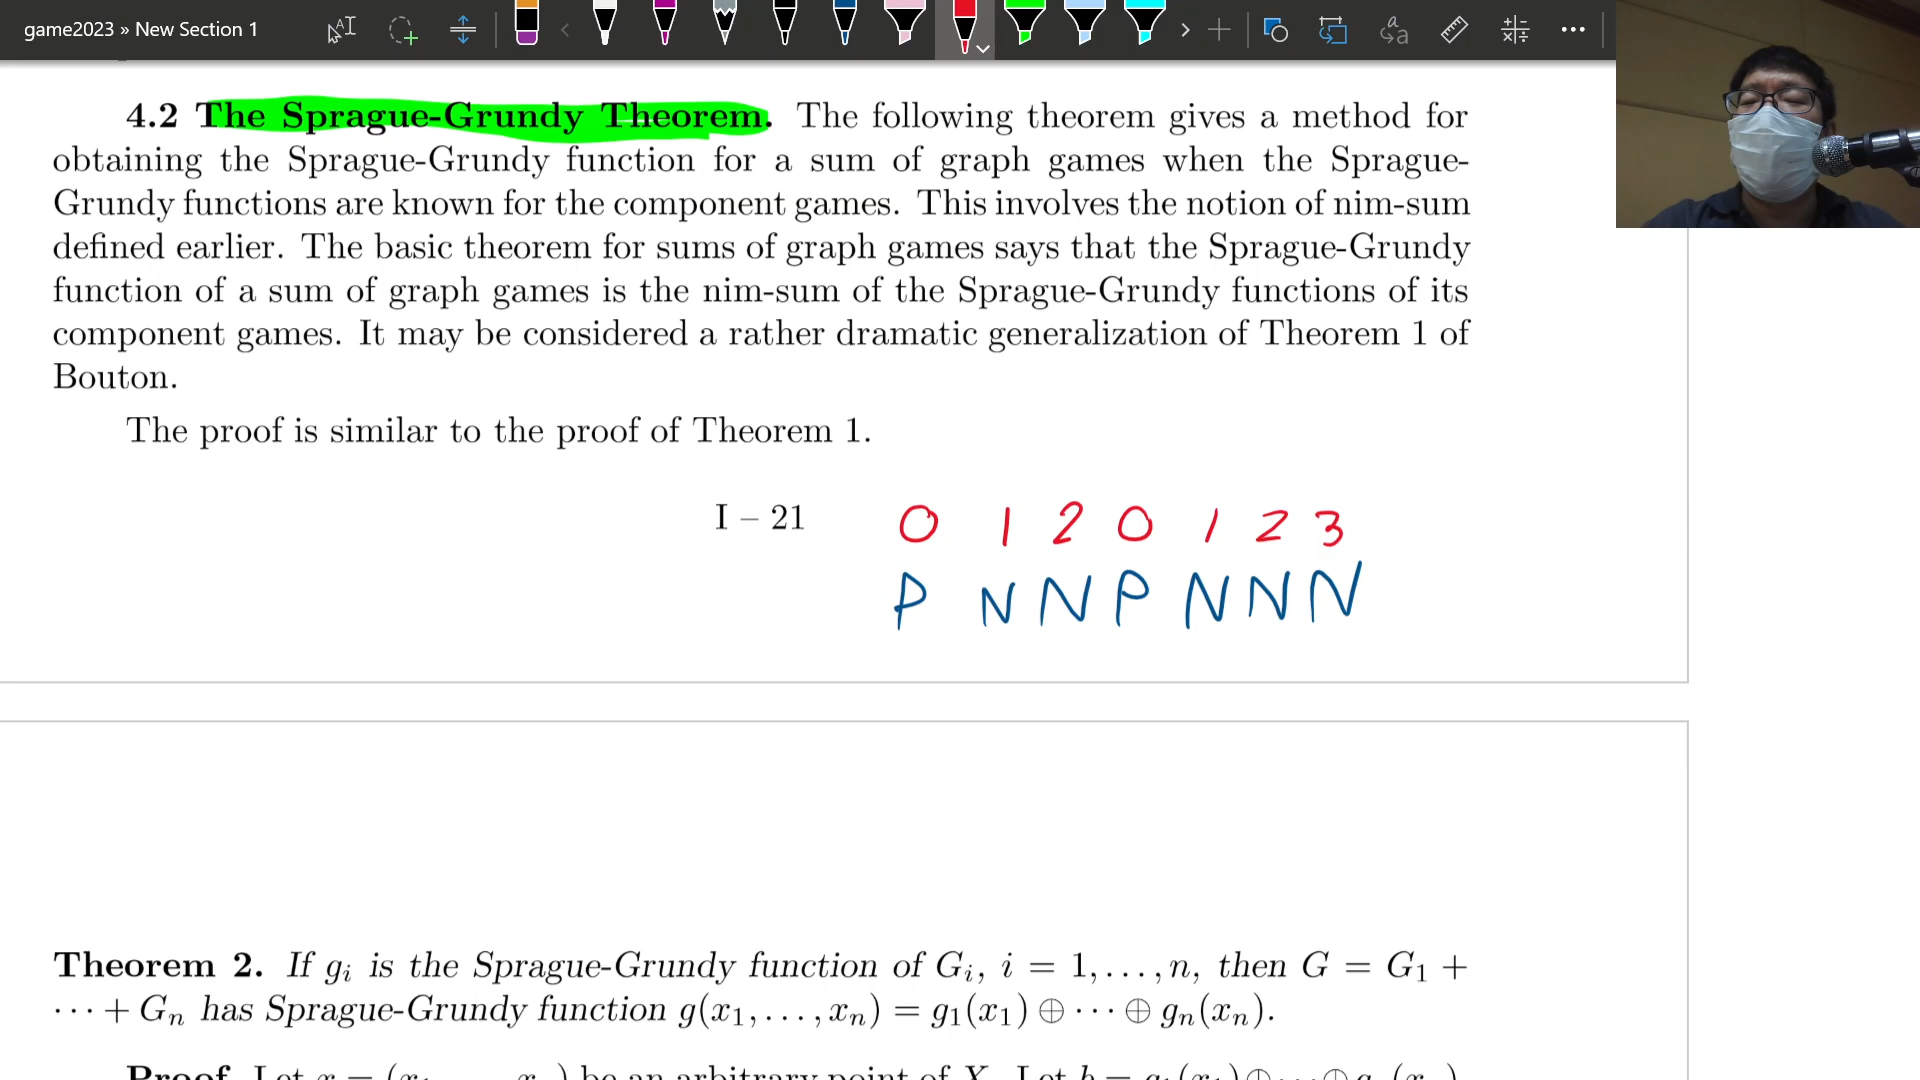 game2023 » New Section 1
4.2 The Sprague-Grundy Theorem. The following theorem gives a method for
obtaining the Sprague-Grundy function for a sum of graph games when the Sprague-
Grundy functions are known for the component games. This involves the notion of nim-sum
defined earlier. The basic theorem for sums of graph games says that the Sprague-Grundy
function of a sum of graph games is the nim-sum of the Sprague-Grundy functions of its
component games. It may be considered a rather dramatic generalization of Theorem 1 of
Bouton.
The proof is similar to the proof of Theorem 1.
I – 21
0 1 2 0 1 2 3
P N N P N N N
Theorem 2. If gᵢ is the Sprague-Grundy function of Gᵢ, i = 1,...,n, then G = G₁ +
··· + Gₙ has Sprague-Grundy function g(x₁,...,xₙ) = g₁(x₁) ⊕ ··· ⊕ gₙ(xₙ).